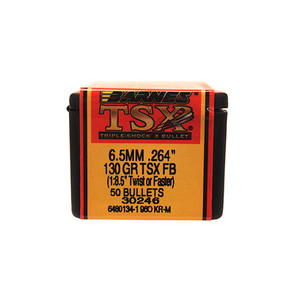 BARNES
TSX
TRIPLE-SHOCK X BULLET
6.5MM .264"
130 GR TSX FB
(1:8.5" Twist or Faster)
50 BULLETS
30246